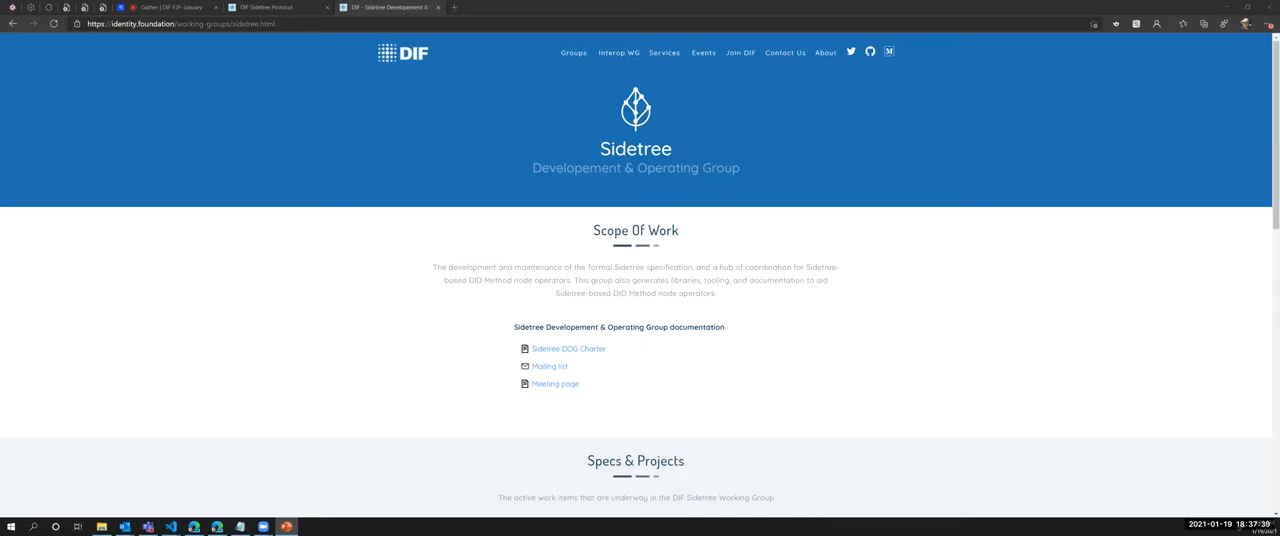 Gather | DIF-F2F-January
DIF Sidetree Protocol
DIF - Sidetree Developement &
https://identity.foundation/working-groups/sidetree.html
DIF
Groups
Interop WG
Services
Events
Join DIF
Contact Us
About
Sidetree
Developement & Operating Group
Scope Of Work
The development and maintenance of the formal Sidetree specification, and a hub of coordination for Sidetree-
based DID Method node operators. This group also generates libraries, tooling, and documentation to aid
Sidetree-based DID Method node operators.
Sidetree Developement & Operating Group documentation
Sidetree DOG Charter
Mailing list
Meeting page
Specs & Projects
The active work items that are underway in the DIF Sidetree Working Group
2021-01-19 18:37:39
1/19/2021